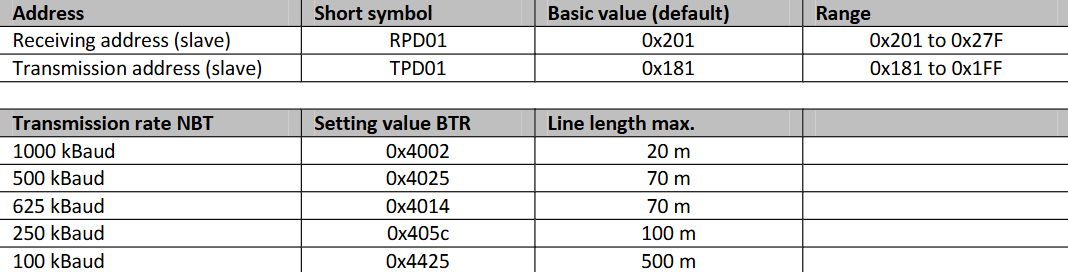 Address Short symbol Basic value (default) Range
Receiving address (slave) RPD01 0x201 0x201 to 0x27F
Transmission address (slave) TPD01 0x181 0x181 to 0x1FF
Transmission rate NBT Setting value BTR Line length max.
1000 kBaud 0x4002 20 m
500 kBaud 0x4025 70 m
625 kBaud 0x4014 70 m
250 kBaud 0x405c 100 m
100 kBaud 0x4425 500 m